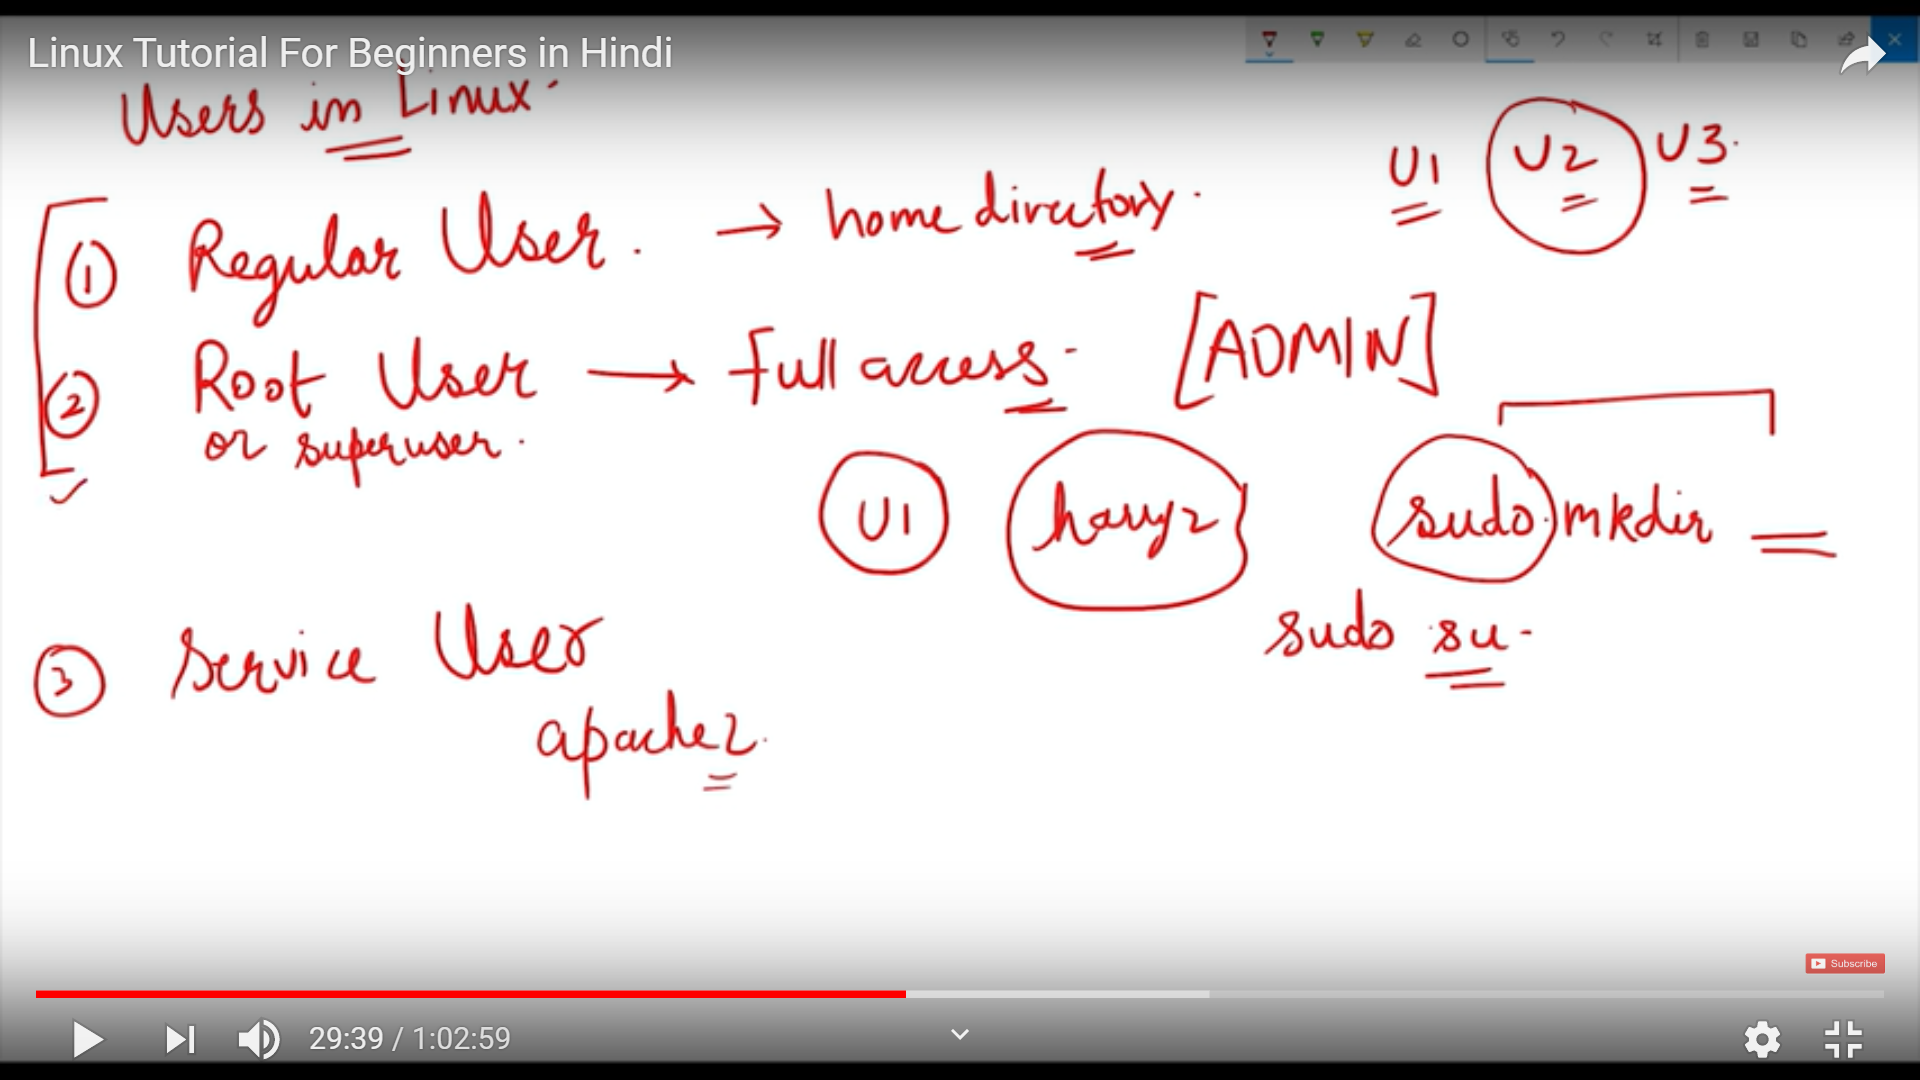 Linux Tutorial For Beginners in Hindi
Users in Linux
U1 U2 U3
① Regular User. → home directory.
② Root User → full access. [ADMIN]
or superuser.
U1 harry2 sudo mkdir
sudo su
③ Service User
apache2
Subscribe
29:39 / 1:02:59